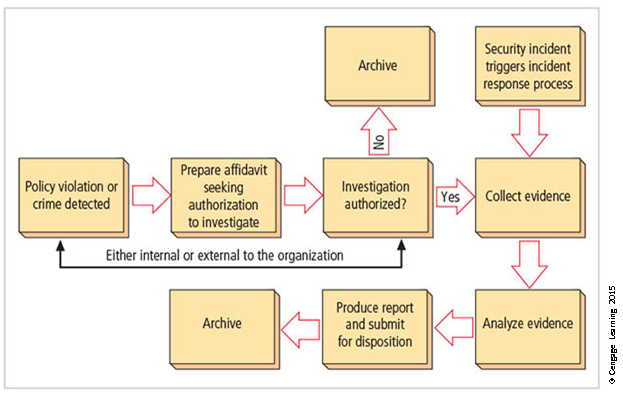 Archive
Security incident
triggers incident
response process
No
Policy violation or
crime detected
Prepare affidavit
seeking
authorization
to investigate
Investigation
authorized?
Yes
Collect evidence
Either internal or external to the organization
Archive
Produce report
and submit
for disposition
Analyze evidence
© Cengage Learning 2015